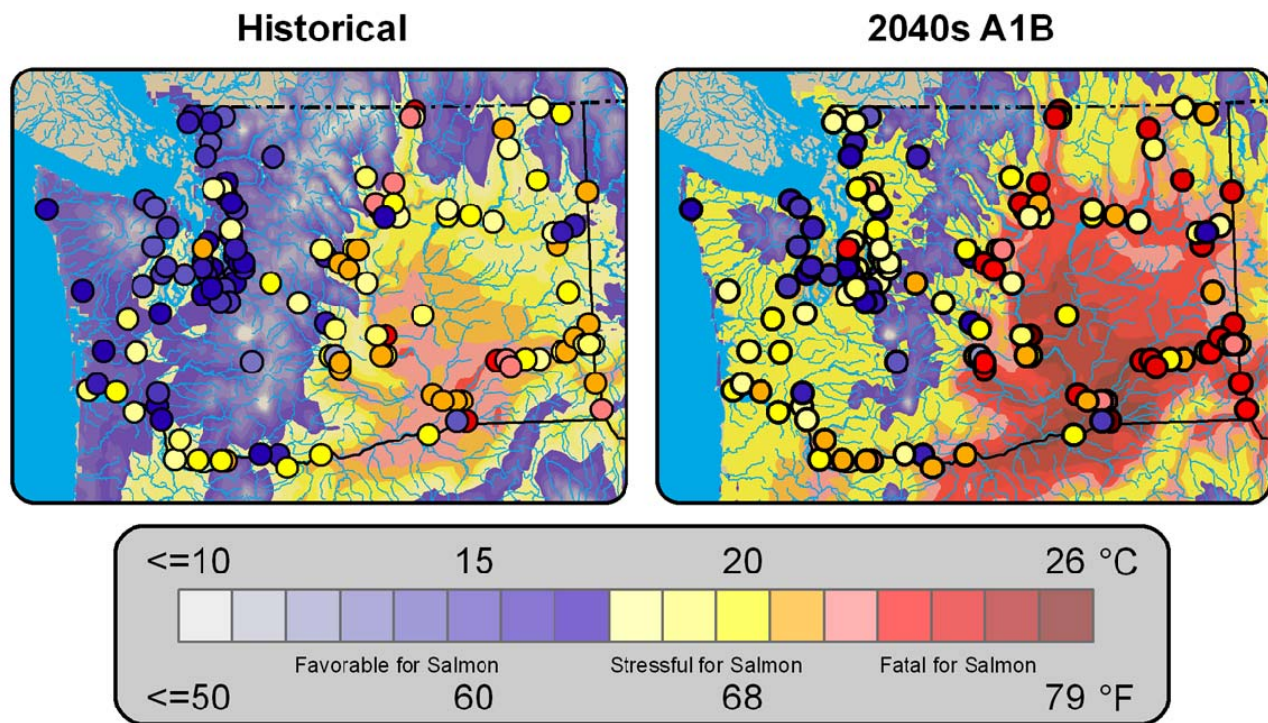 Historical 2040s A1B
<=10 15 20 26 °C
Favorable for Salmon Stressful for Salmon Fatal for Salmon
<=50 60 68 79 °F